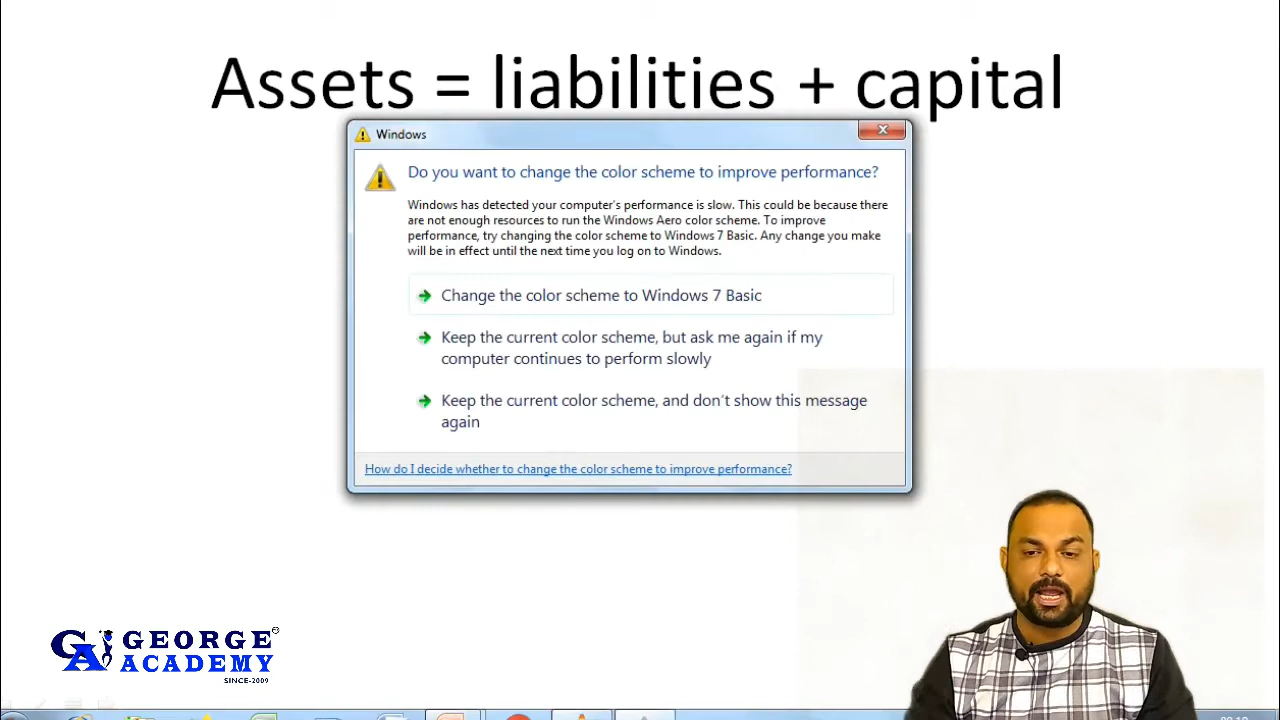 Assets = liabilities + capital
Windows
Do you want to change the color scheme to improve performance?
Windows has detected your computer's performance is slow. This could be because there
are not enough resources to run the Windows Aero color scheme. To improve
performance, try changing the color scheme to Windows 7 Basic. Any change you make
will be in effect until the next time you log on to Windows.
Change the color scheme to Windows 7 Basic
Keep the current color scheme, but ask me again if my
computer continues to perform slowly
Keep the current color scheme, and don't show this message
again
How do I decide whether to change the color scheme to improve performance?
GA GEORGE
ACADEMY
SINCE-2009